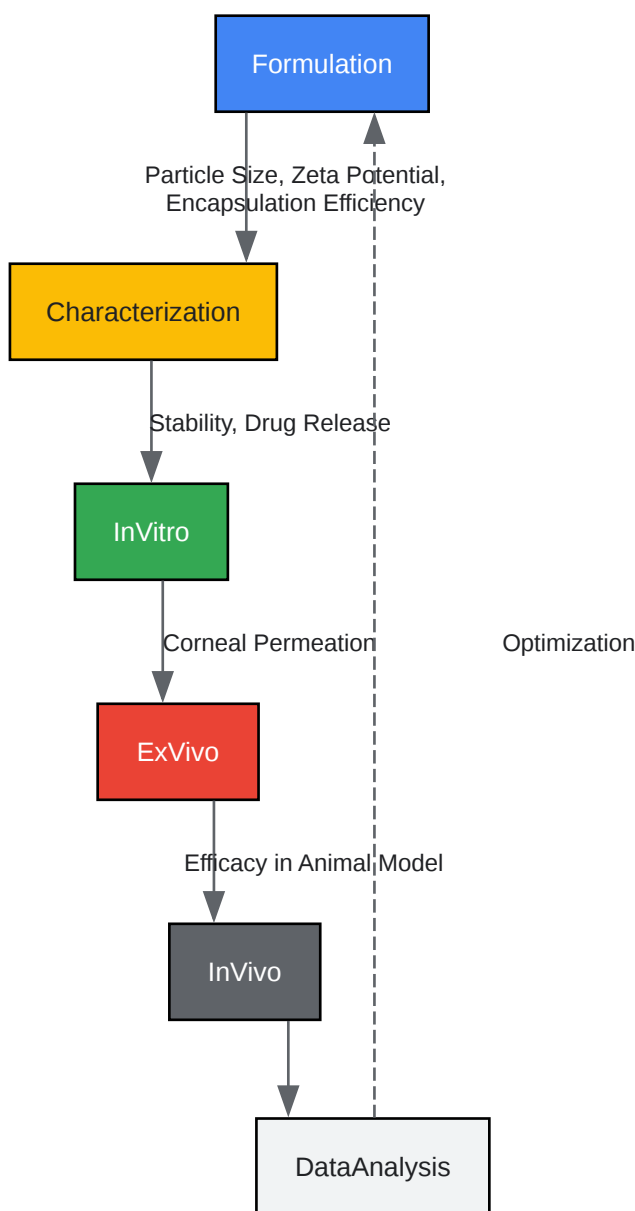 Formulation
Particle Size, Zeta Potential,
Encapsulation Efficiency
Characterization
Stability, Drug Release
InVitro
Corneal Permeation
Optimization
ExVivo
Efficacy in Animal Model
InVivo
DataAnalysis